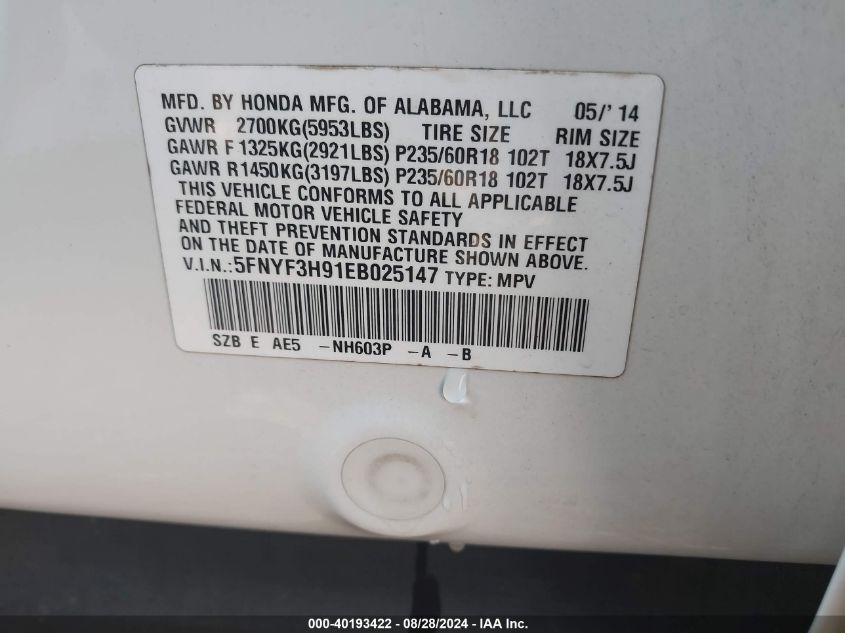 MFD. BY HONDA MFG. OF ALABAMA, LLC 05/' 14
GVWR 2700KG(5953LBS) TIRE SIZE RIM SIZE
GAWR F 1325KG(2921LBS) P235/60R18 102T 18X7.5J
GAWR R1450KG(3197LBS) P235/60R18 102T 18X7.5J
THIS VEHICLE CONFORMS TO ALL APPLICABLE
FEDERAL MOTOR VEHICLE SAFETY
AND THEFT PREVENTION STANDARDS IN EFFECT
ON THE DATE OF MANUFACTURE SHOWN ABOVE.
V.I.N.:5FNYF3H91EB025147 TYPE: MPV
SZB E AE5 -NH603P -A -B
000-40193422 - 08/28/2024 - IAA Inc.